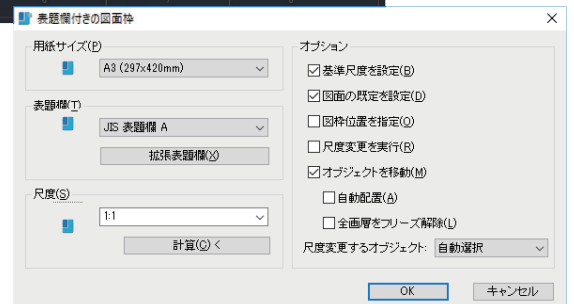 表題欄付きの図面枠
用紙サイズ(P)
A3 (297x420mm)
表題欄(T)
JIS 表題欄 A
拡張表題欄(X)
尺度(S)
1:1
計算(C) <
オプション
基準尺度を設定(B)
図面の既定を設定(D)
図枠位置を指定(O)
尺度変更を実行(R)
オブジェクトを移動(M)
自動配置(A)
全画層をフリーズ解除(L)
尺度変更するオブジェクト: 自動選択
OK
キャンセル